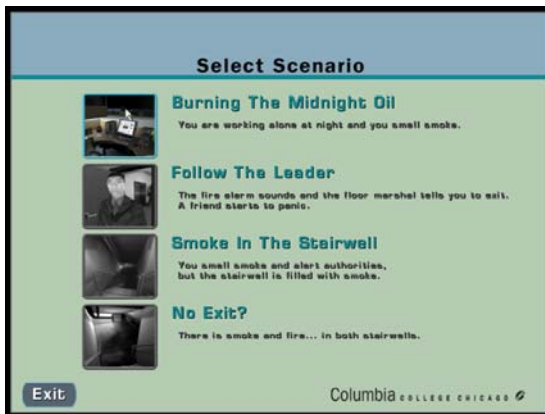 Select Scenario
Burning The Midnight Oil
You are working alone at night and you smell smoke.
Follow The Leader
The fire alarm sounds and the floor marshal tells you to exit.
A friend starts to panic.
Smoke In The Stairwell
You smell smoke and alert authorities,
but the stairwell is filled with smoke.
No Exit?
There is smoke and fire... in both stairwells.
Exit
Columbia COLLEGE CHICAGO